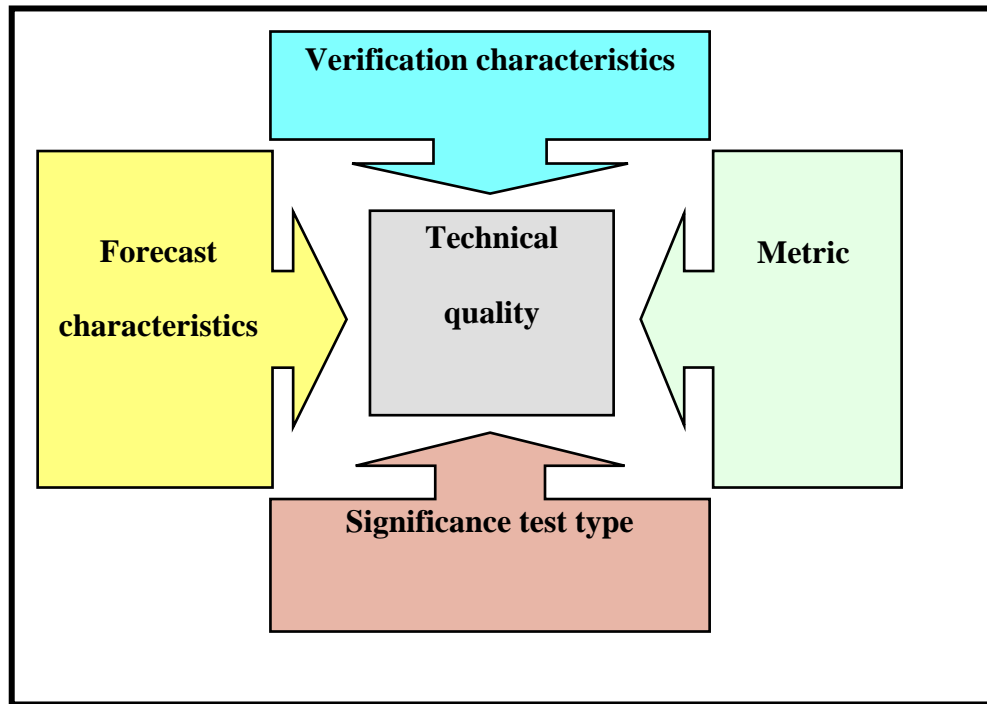 Verification characteristics
Forecast
characteristics
Technical
quality
Metric
Significance test type